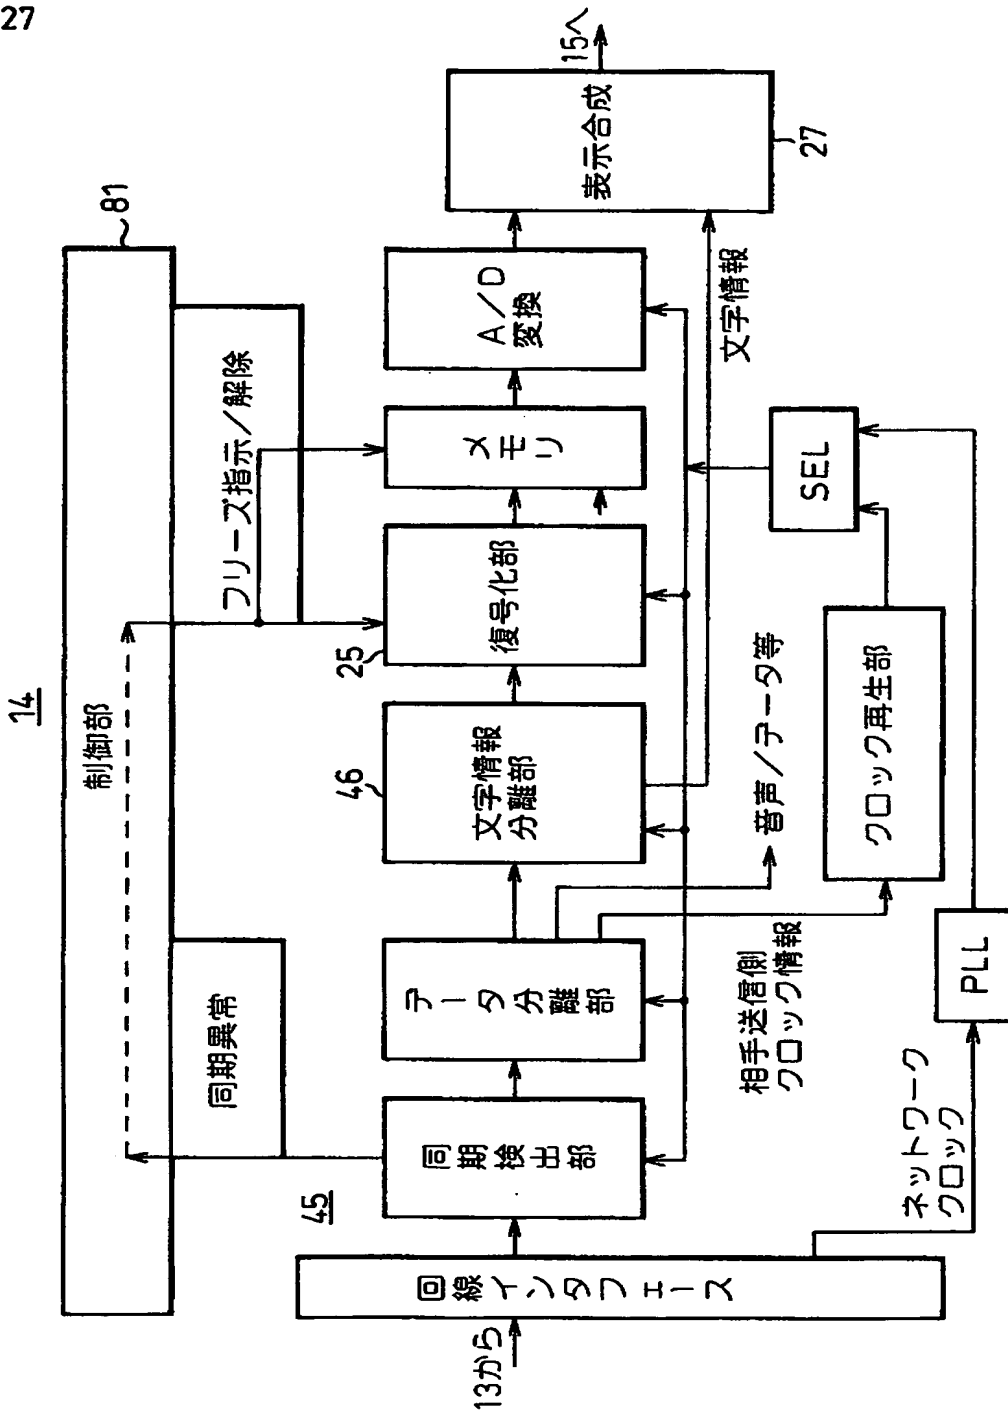 27
14
81
制御部
同期異常
フリーズ指示/解除
45
46
25
13から
回線インタフェース
同期検出部
データ分離部
文字情報
分離部
復号化部
メモリ
A/D
変換
表示合成
27
15へ
文字情報
音声/データ等
相手送信側
クロック情報
クロック再生部
SEL
ネットワーク
クロック
PLL